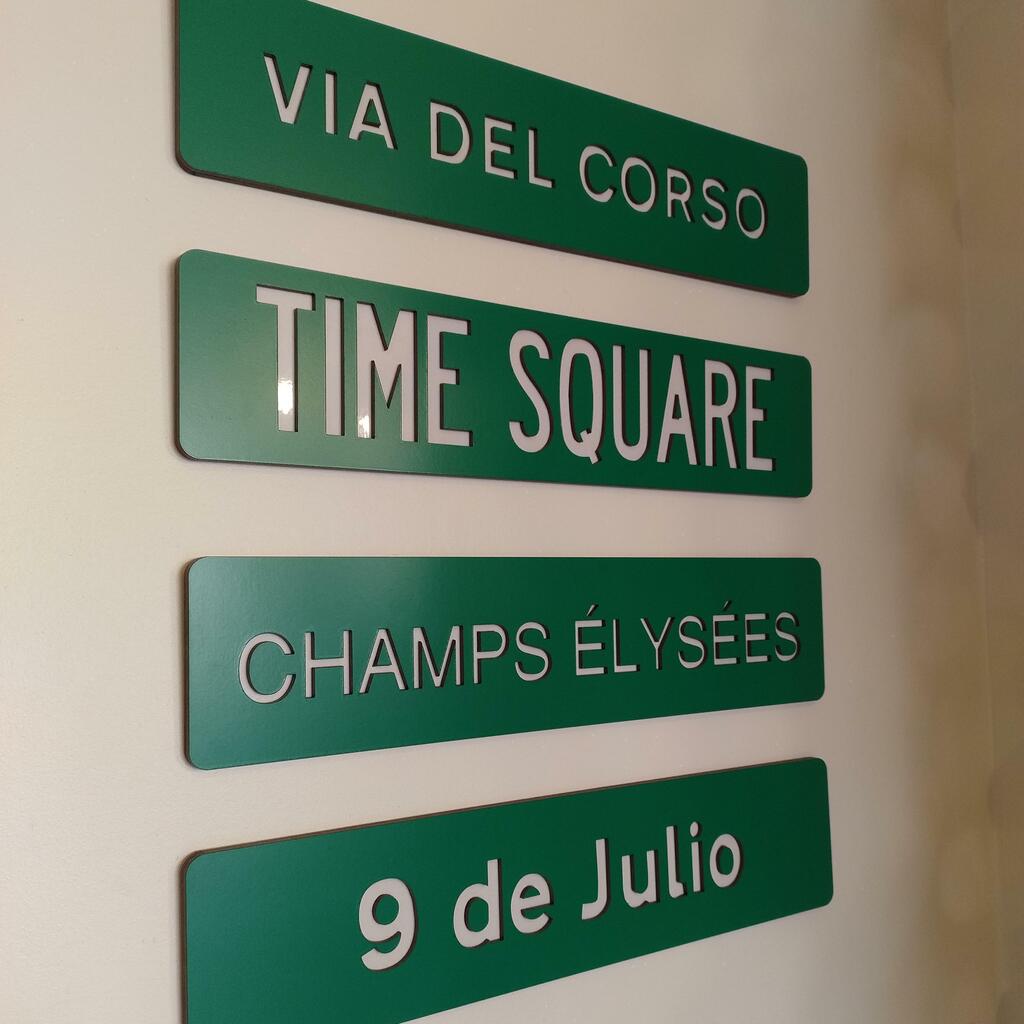 VIA DEL CORSO
TIME SQUARE
CHAMPS ÉLYSÉES
9 de Julio